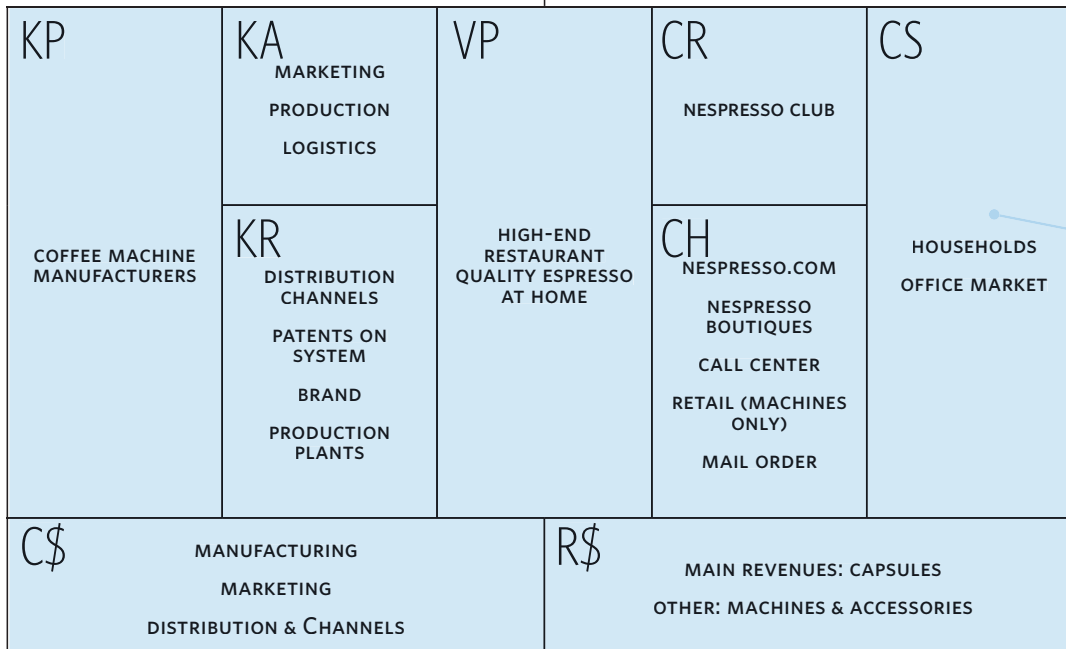 KP
COFFEE MACHINE
MANUFACTURERS
KA
MARKETING
PRODUCTION
LOGISTICS
KR
DISTRIBUTION
CHANNELS
PATENTS ON
SYSTEM
BRAND
PRODUCTION
PLANTS
VP
HIGH-END
RESTAURANT
QUALITY ESPRESSO
AT HOME
CR
NESPRESSO CLUB
CH
NESPRESSO.COM
NESPRESSO
BOUTIQUES
CALL CENTER
RETAIL (MACHINES
ONLY)
MAIL ORDER
CS
HOUSEHOLDS
OFFICE MARKET
C$
MANUFACTURING
MARKETING
DISTRIBUTION & CHANNELS
R$
MAIN REVENUES: CAPSULES
OTHER: MACHINES & ACCESSORIES